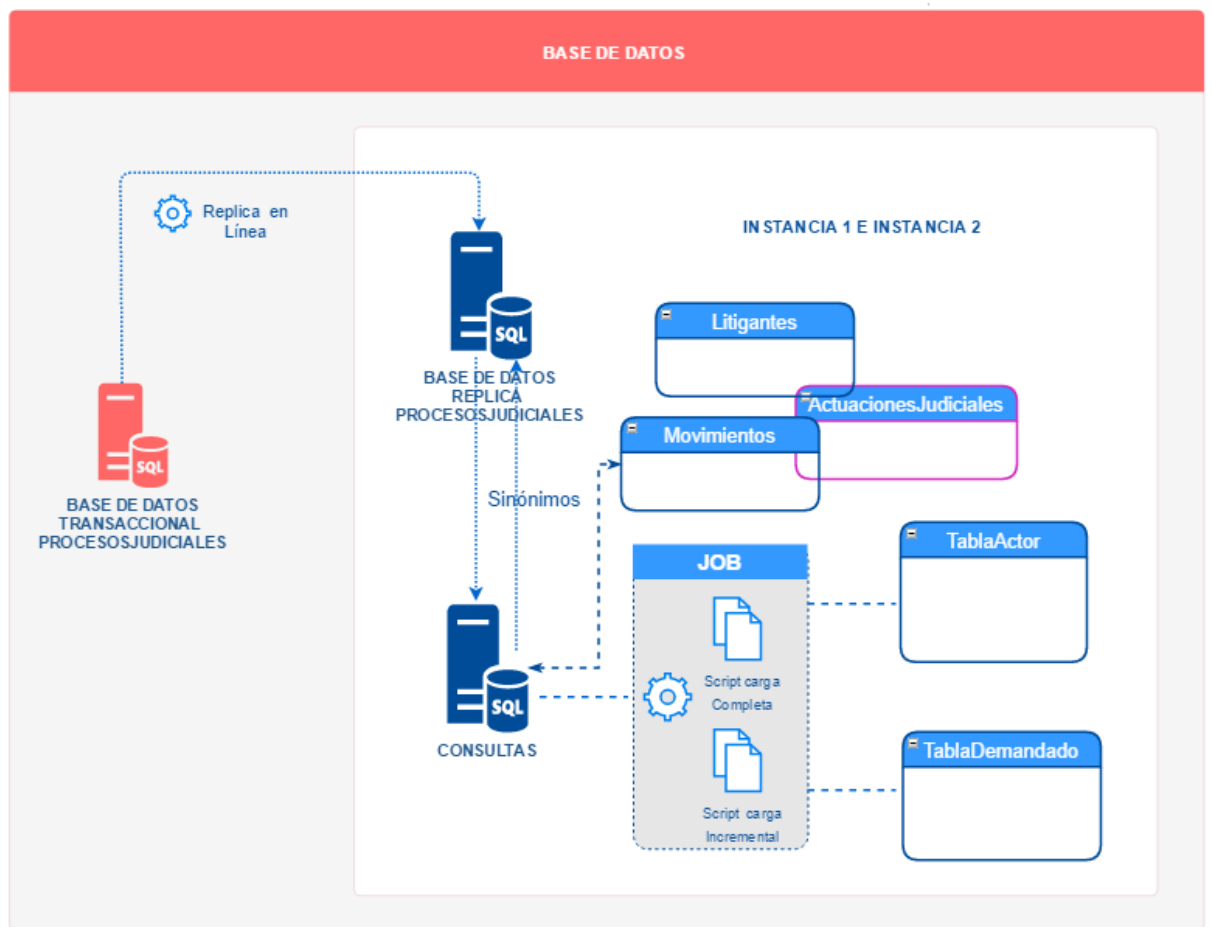 BASE DE DATOS
Replica en
Línea
INSTANCIA 1 E INSTANCIA 2
SQL
BASE DE DATOS
REPLICA
PROCESOSJUDICIALES
Litigantes
ActuacionesJudiciales
Movimientos
SQL
BASE DE DATOS
TRANSACCIONAL
PROCESOSJUDICIALES
Sinónimos
TablaActor
JOB
Script carga
Completa
SQL
CONSULTAS
TablaDemandado
Script carga
Incremental